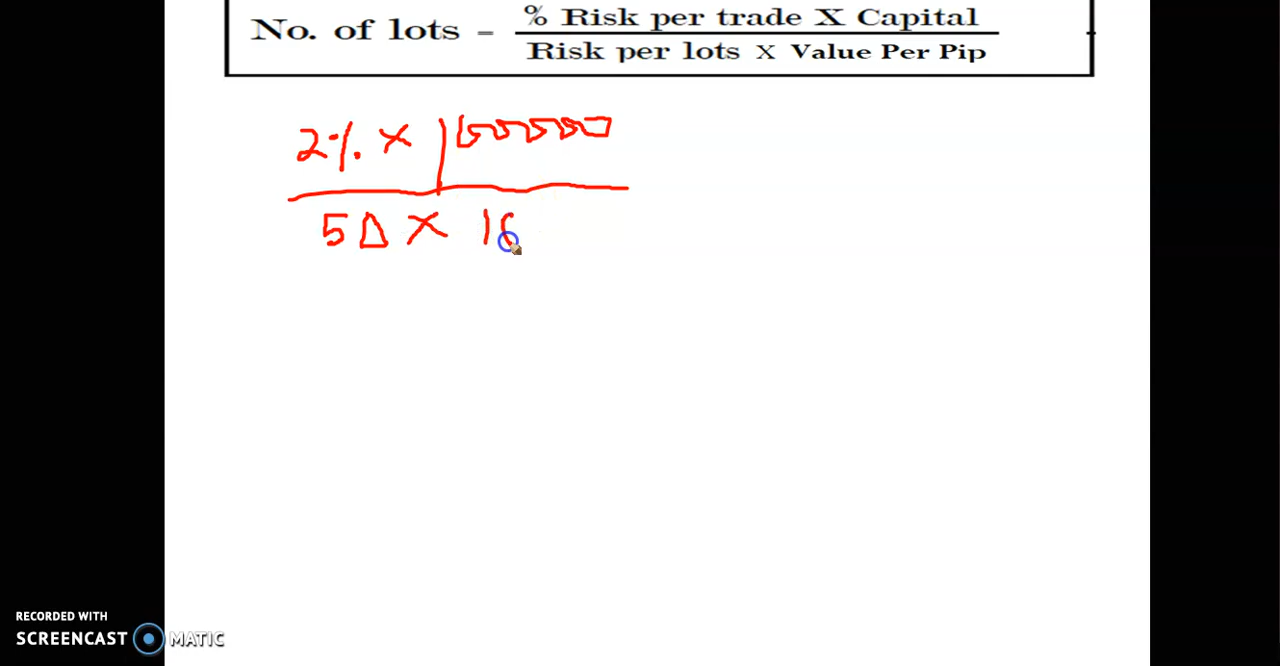 % Risk per trade X Capital
No. of lots = 
Risk per lots X Value Per Pip
2% X 100000
50 X 10
RECORDED WITH
SCREENCAST MATIC